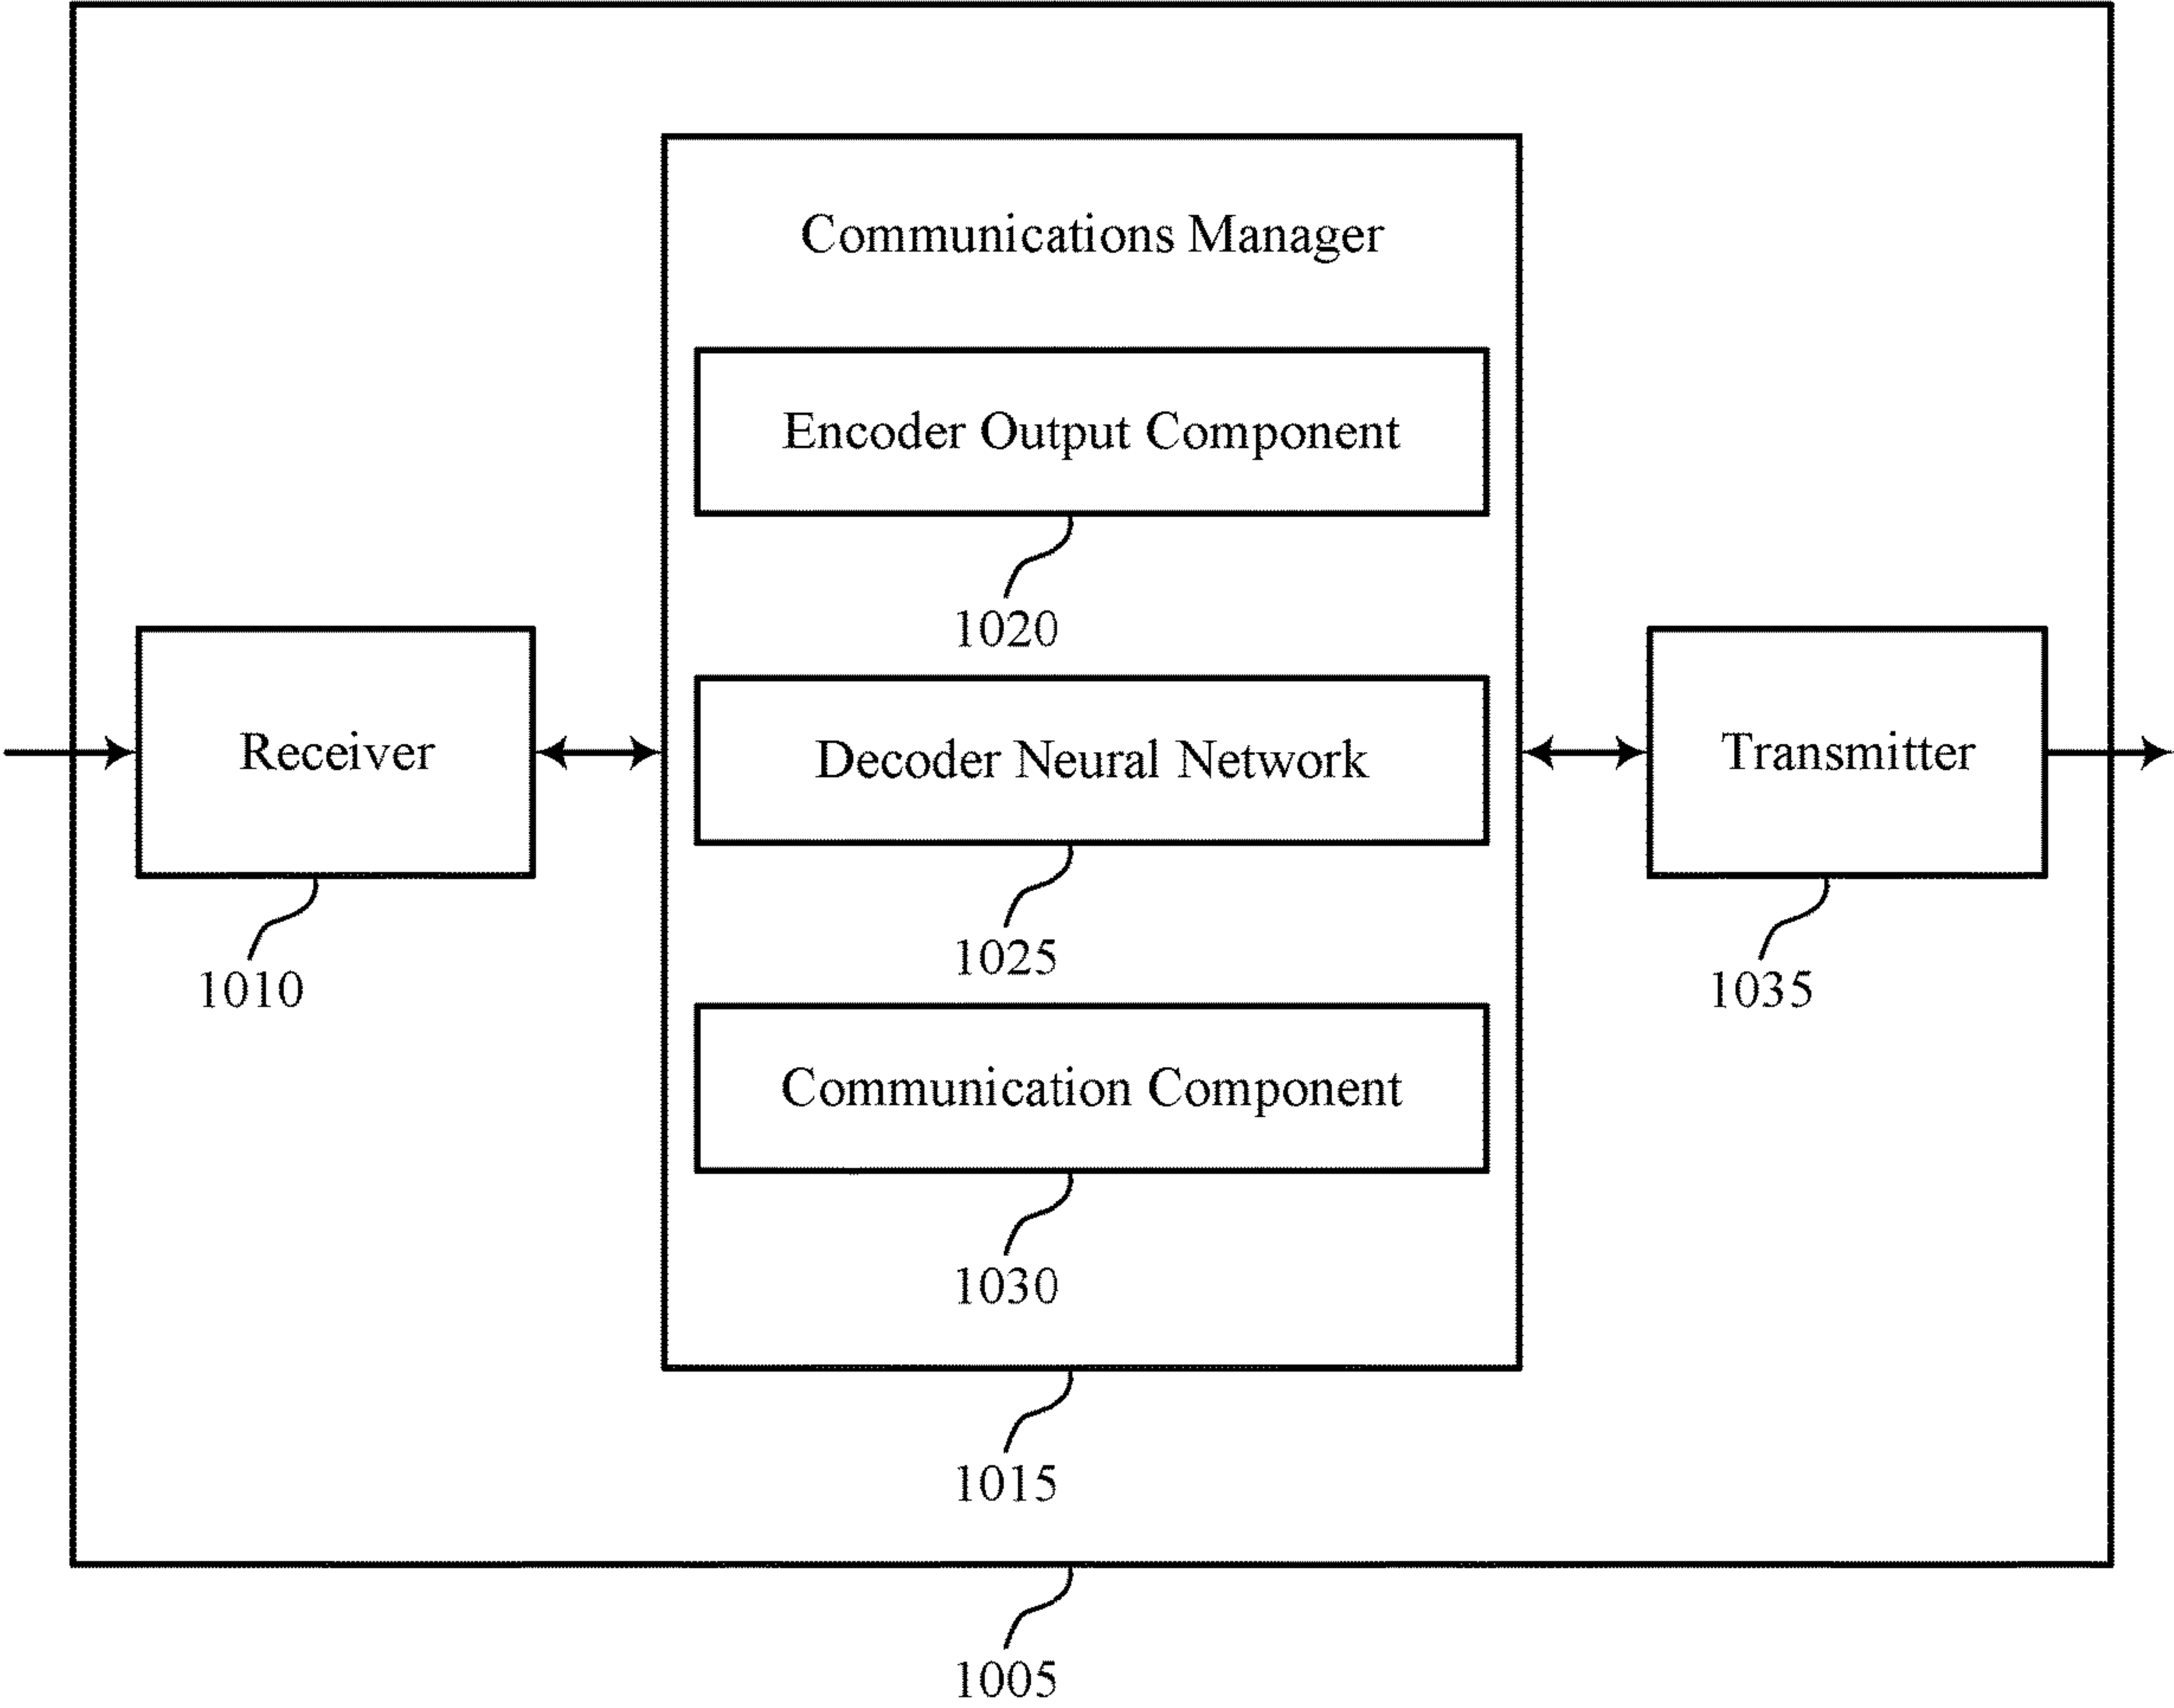 Communications Manager
Encoder Output Component
1020
Receiver
1010
Decoder Neural Network
1025
Transmitter
1035
Communication Component
1030
1015
1005